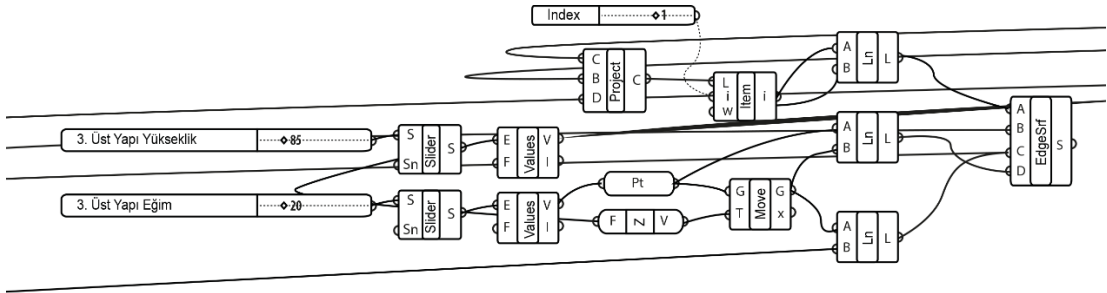 Index 1
C B D Project C
L i W Item i
A B Ln L
3. Üst Yapı Yükseklik 85
S Sn Slider S
E F Values V I
Pt
A B Ln L
A B C D EdgeSrf S
3. Üst Yapı Eğim 20
S Sn Slider S
E F Values V I
F Z V
G T Move G x
A B Ln L